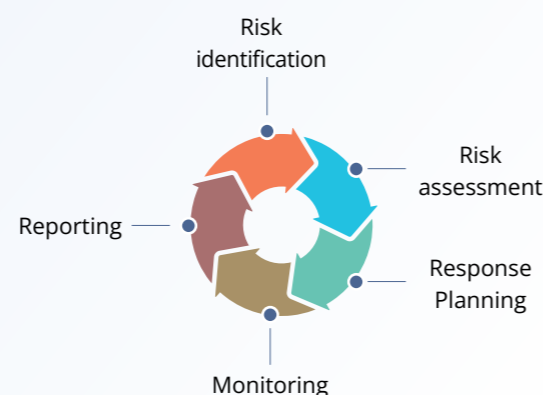 Risk
identification
Risk
assessment
Response
Planning
Monitoring
Reporting